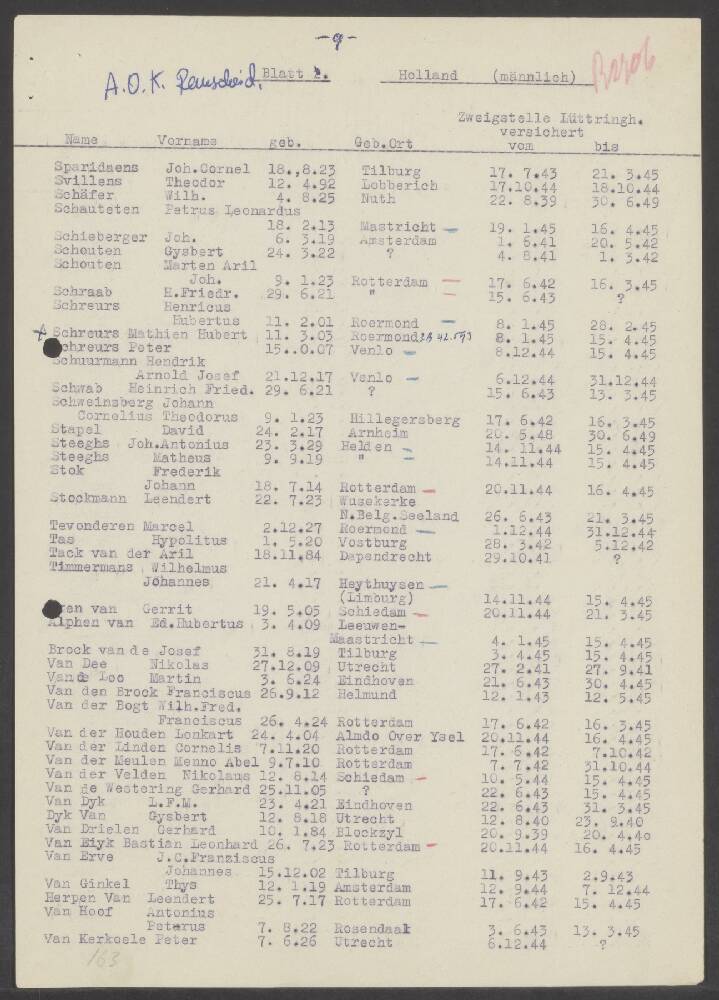 -9-
A.O.K. Remscheid, Blatt 2. Holland (männlich)
Zweigstelle Lüttringh.
versichert
Name Vorname geb. Geb.Ort vom bis
Sparidaens Joh.Cornel 18.,8.23 Tilburg 17. 7.43 21. 3.45
Svillens Theodor 12. 4.92 Lobberich 17.10.44 18.10.44
Schäfer Wilh. 4. 8.25 Nuth 22. 8.39 30. 6.49
Schauteten Petrus Leonardus
18. 2.13 Mastricht 19. 1.45 16. 4.45
Schieberger Joh. 6. 3.19 Amsterdam 1. 6.41 20. 5.42
Schouten Gysbert 24. 3.22 ? 4. 8.41 1. 3.42
Schouten Marten Aril
Joh. 9. 1.23 Rotterdam 17. 6.42 16. 3.45
Schraab H.Friedr. 29. 6.21 " 15. 6.43 ?
Schreurs Henricus
Hubertus 11. 2.01 Roermond 8. 1.45 28. 2.45
Schreurs Mathien Hubert 11. 3.03 Roermond 8. 1.45 15. 4.45
chreurs Peter 15..0.07 Venlo 8.12.44 15. 4.45
Schuurmann Hendrik
Arnold Josef 21.12.17 Venlo 6.12.44 31.12.44
Schwab Heinrich Fried. 29. 6.21 ? 15. 6.43 13. 3.45
Schweinsberg Johann
Cornelius Theodorus 9. 1.23 Hillegersberg 17. 6.42 16. 3.45
Stapel David 24. 2.17 Arnheim 20. 5.48 30. 6.49
Steeghs Joh.Antonius 23. 3.29 Helden 14. 11.44 15. 4.45
Steeghs Matheus 9. 9.19 " 14.11.44 15. 4.45
Stok Frederik
Johann 18. 7.14 Rotterdam 20.11.44 16. 4.45
Stockmann Leendert 22. 7.23 Wusekerke
N.Belg.Seeland 26. 6.43 21. 3.45
Tevonderen Marcel 2.12.27 Roermond 1.12.44 31.12.44
Tas Hypolitus 1. 5.20 Vostburg 28. 3.42 5.12.42
Tack van der Aril 18.11.84 Dapendrecht 29.10.41 ?
Timmermans Wilhelmus
Johannes 21. 4.17 Heythuysen
(Limburg) 14.11.44 15. 4.45
en van Gerrit 19. 5.05 Schiedam 20.11.44 21. 3.45
Alphen van Ed.Hubertus 3. 4.09 Leeuwen-
Maastricht 4. 1.45 15. 4.45
Brock van de Josef 31. 8.19 Tilburg 3. 4.45 15. 4.45
Van Dee Nikolas 27.12.09 Utrecht 27. 2.41 27. 9.41
Van de Loo Martin 3. 6.24 Eindhoven 21. 6.43 30. 4.45
Van den Brock Franciscus 26.9.12 Helmund 12. 1.43 12. 5.45
Van der Bogt Wilh.Fred.
Franciscus 26. 4.24 Rotterdam 17. 6.42 16. 3.45
Van der Houden Lenkart 24. 4.04 Almdo Over Ysel 20.11.44 16. 4.45
Van der Linden Cornelis 7.11.20 Rotterdam 17. 6.42 7.10.42
Van der Meulen Menno Abel 9.7.10 Rotterdam 7. 7.42 31.10.44
Van der Velden Nikolaus 12. 8.14 Schiedam 10. 5.44 15. 4.45
Van de Westering Gerhard 25.11.05 ? 22. 6.43 15. 4.45
Van Dyk L.F.M. 23. 4.21 Eindhoven 22. 6.43 31. 3.45
Dyk Van Gysbert 12. 8.18 Utrecht 12. 8.40 23. 9.40
Van Drielen Gerhard 10. 1.84 Blockzyl 20. 9.39 20. 4.40
Van Eiyk Bastian Leonhard 26. 7.23 Rotterdam 20.11.44 16. 4.45
Van Erve J.C.Franziscus
Johannes 15.12.02 Tilburg 11. 9.43 2.9.43
Van Ginkel Thys 12. 1.19 Amsterdam 12. 9.44 7. 12.44
Herpen Van Leendert 25. 7.17 Rotterdam 17. 6.42 15. 4.45
Van Hoof Antonius
Peterus 7. 8.22 Rosendaal 3. 6.43 13. 3.45
Van Kerkoele Peter 7. 6.26 Utrecht 6.12.44 ?
163